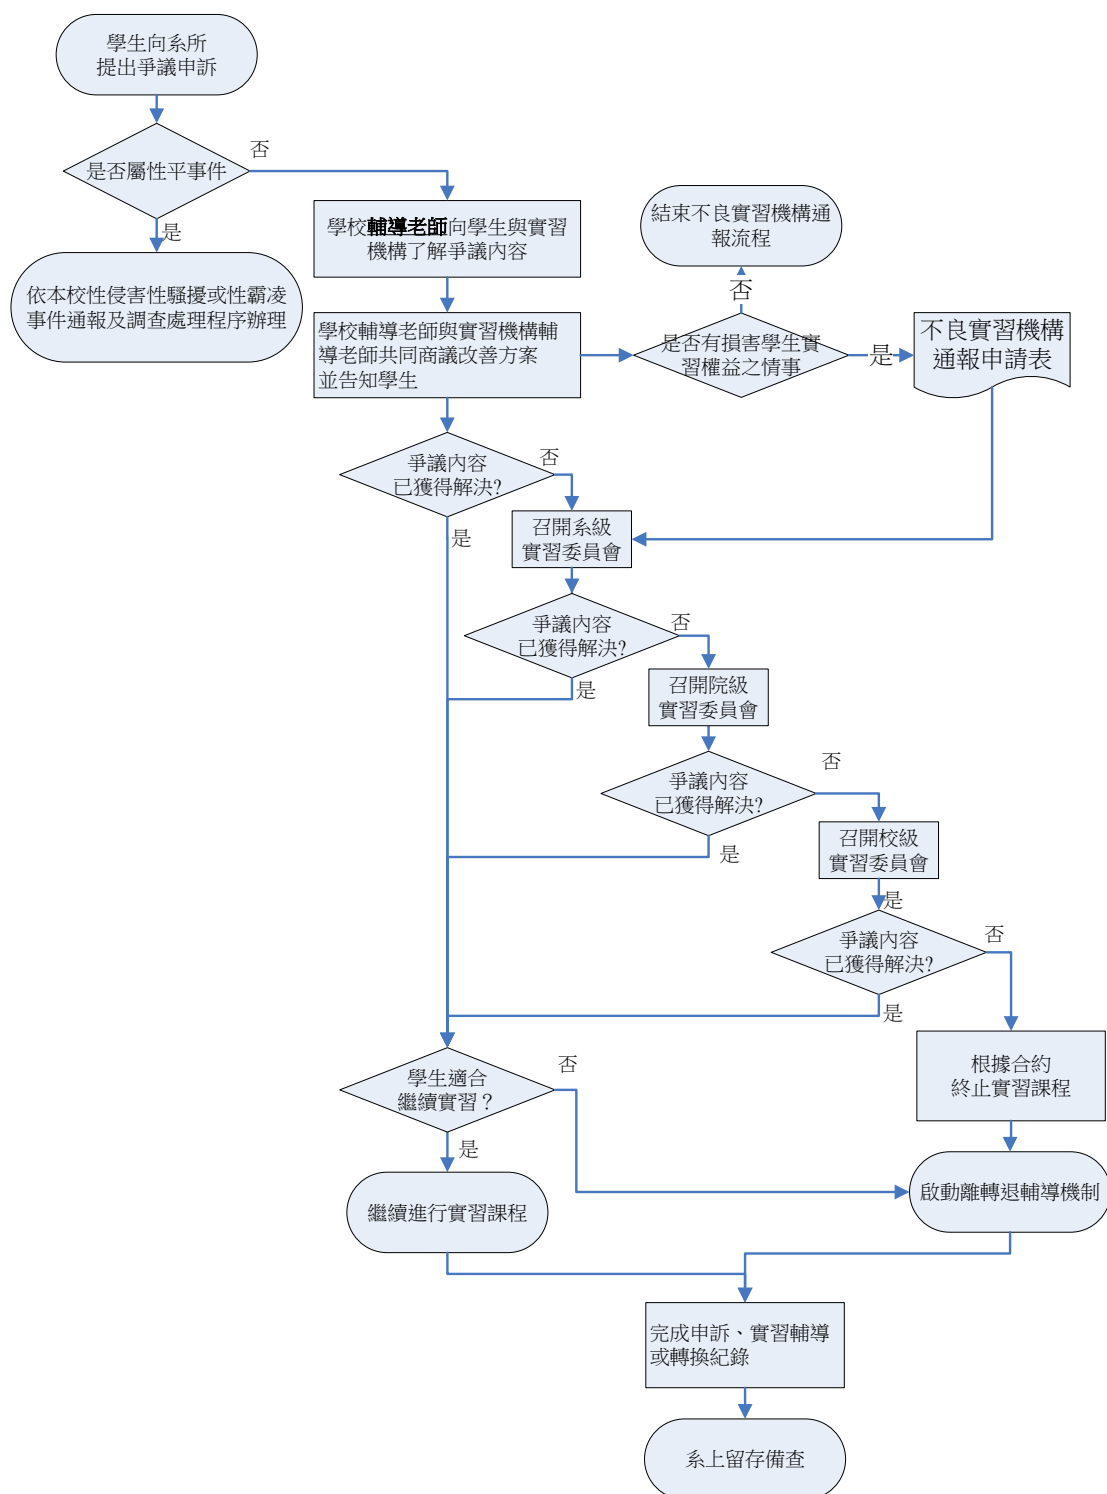 學生向系所
提出爭議申訴
是否屬性平事件
否
是
依本校性侵害性騷擾或性霸凌
事件通報及調查處理程序辦理
學校輔導老師向學生與實習
機構了解爭議內容
學校輔導老師與實習機構輔
導老師共同商議改善方案
並告知學生
結束不良實習機構通
報流程
否
是否有損害學生實
習權益之情事
是
不良實習機構
通報申請表
爭議內容
已獲得解決?
否
是
召開系級
實習委員會
爭議內容
已獲得解決?
否
是
召開院級
實習委員會
爭議內容
已獲得解決?
否
是
召開校級
實習委員會
是
爭議內容
已獲得解決?
否
是
根據合約
終止實習課程
學生適合
繼續實習？
否
是
繼續進行實習課程
啟動離轉退輔導機制
完成申訴、實習輔導
或轉換紀錄
系上留存備查